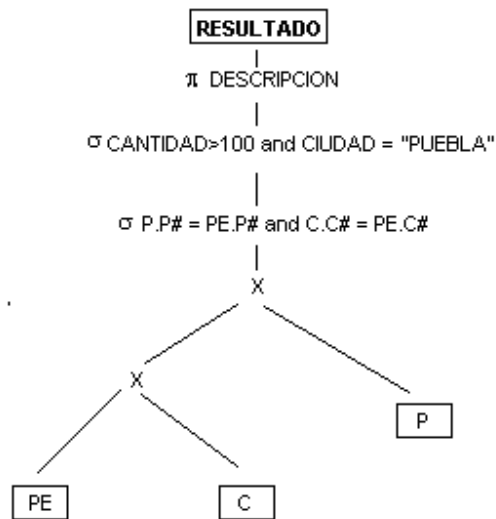 RESULTADO
π DESCRIPCION
σ CANTIDAD>100 and CIUDAD = "PUEBLA"
σ P.P# = PE.P# and C.C# = PE.C#
X
X
P
PE
C